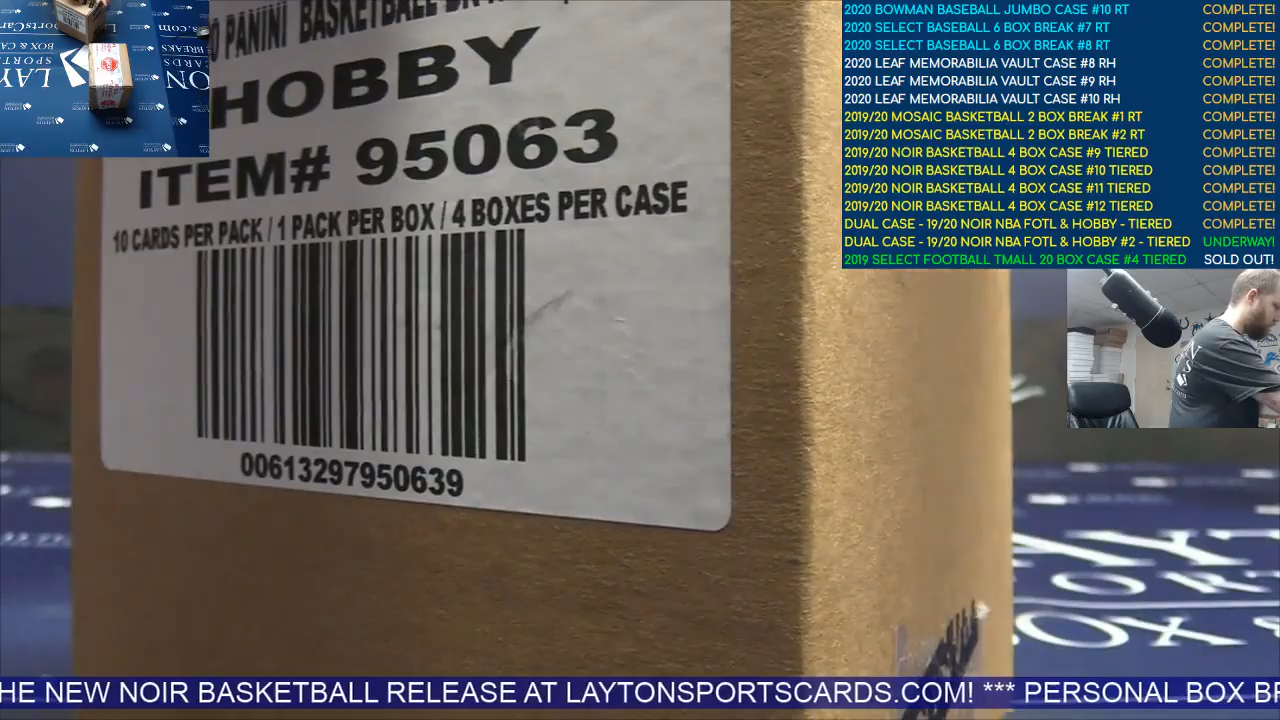 PANINI BASKETBALL
HOBBY
ITEM# 95063
10 CARDS PER PACK / 1 PACK PER BOX / 4 BOXES PER CASE
00613297950639
2020 BOWMAN BASEBALL JUMBO CASE #10 RT COMPLETE!
2020 SELECT BASEBALL 6 BOX BREAK #7 RT COMPLETE!
2020 SELECT BASEBALL 6 BOX BREAK #8 RT COMPLETE!
2020 LEAF MEMORABILIA VAULT CASE #8 RH COMPLETE!
2020 LEAF MEMORABILIA VAULT CASE #9 RH COMPLETE!
2020 LEAF MEMORABILIA VAULT CASE #10 RH COMPLETE!
2019/20 MOSAIC BASKETBALL 2 BOX BREAK #1 RT COMPLETE!
2019/20 MOSAIC BASKETBALL 2 BOX BREAK #2 RT COMPLETE!
2019/20 NOIR BASKETBALL 4 BOX CASE #9 TIERED COMPLETE!
2019/20 NOIR BASKETBALL 4 BOX CASE #10 TIERED COMPLETE!
2019/20 NOIR BASKETBALL 4 BOX CASE #11 TIERED COMPLETE!
2019/20 NOIR BASKETBALL 4 BOX CASE #12 TIERED COMPLETE!
DUAL CASE - 19/20 NOIR NBA FOTL & HOBBY - TIERED COMPLETE!
DUAL CASE - 19/20 NOIR NBA FOTL & HOBBY #2 - TIERED UNDERWAY!
2019 SELECT FOOTBALL TMALL 20 BOX CASE #4 TIERED SOLD OUT!
HE NEW NOIR BASKETBALL RELEASE AT LAYTONSPORTSCARDS.COM! *** PERSONAL BOX